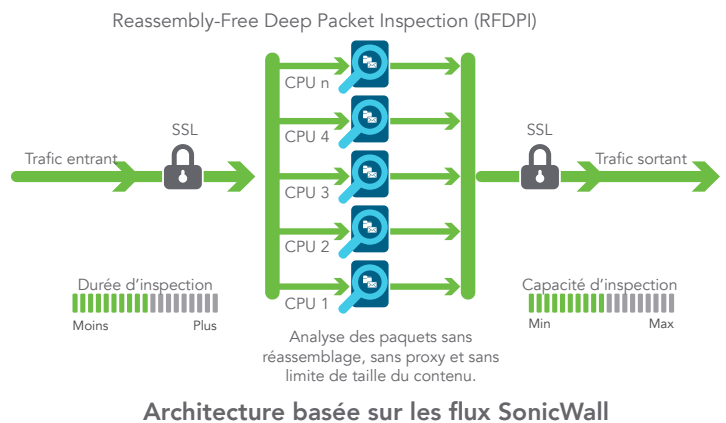 Reassembly-Free Deep Packet Inspection (RFDPI)
CPU n
SSL
CPU 4
SSL
Trafic entrant
Trafic sortant
CPU 3
CPU 2
Durée d'inspection
Moins
Plus
CPU 1
Capacité d'inspection
Min
Max
Analyse des paquets sans
réassemblage, sans proxy et sans
limite de taille du contenu.
Architecture basée sur les flux SonicWall